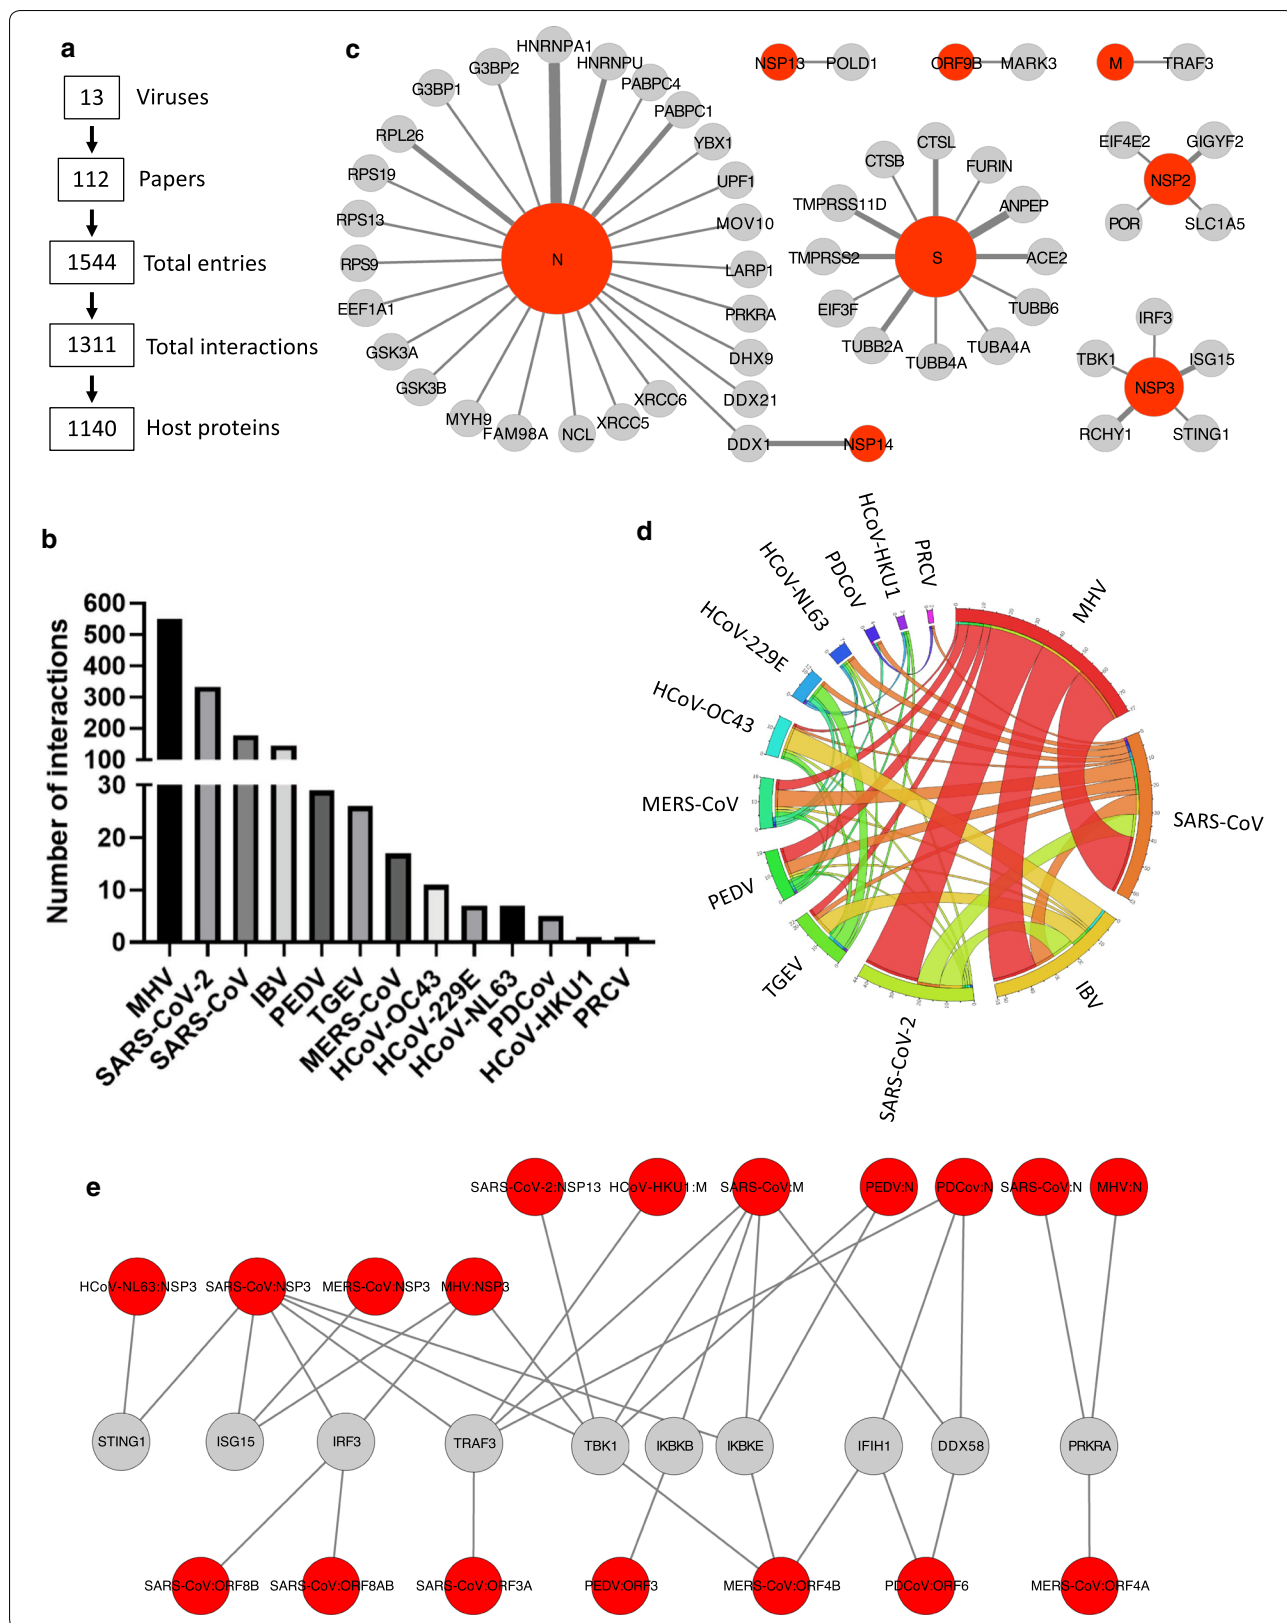 a
13 Viruses
112 Papers
1544 Total entries
1311 Total interactions
1140 Host proteins
c
HNRNPA1
HNRNPU
G3BP2
PABPC4
G3BP1
PABPC1
RPL26
YBX1
RPS19
UPF1
RPS13
MOV10
N
RPS9
LARP1
EEF1A1
PRKRA
GSK3A
DHX9
GSK3B
DDX21
XRCC6
MYH9
XRCC5
FAM98A
NCL
DDX1
NSP14
NSP13
POLD1
ORF9B
MARK3
M
TRAF3
CTSL
CTSB
FURIN
TMPRSS11D
ANPEP
TMPRSS2
S
ACE2
EIF3F
TUBB6
TUBB2A
TUBA4A
TUBB4A
EIF4E2
GIGYF2
NSP2
POR
SLC1A5
IRF3
TBK1
ISG15
NSP3
RCHY1
STING1
b
Number of interactions
600
500
400
300
200
100
30
20
10
0
MHV
SARS-CoV-2
SARS-CoV
IBV
PEDV
TGEV
MERS-CoV
HCoV-OC43
HCoV-229E
HCoV-NL63
PDCov
HCoV-HKU1
PRCV
d
MHV
SARS-CoV
IBV
SARS-CoV-2
TGEV
PEDV
MERS-CoV
HCoV-OC43
HCoV-229E
HCoV-NL63
PDCoV
HCoV-HKU1
PRCV
e
SARS-CoV-2:NSP13
HCoV-HKU1:M
SARS-CoV:M
PEDV:N
PDCov:N
SARS-CoV:N
MHV:N
HCoV-NL63:NSP3
SARS-CoV:NSP3
MERS-CoV:NSP3
MHV:NSP3
STING1
ISG15
IRF3
TRAF3
TBK1
IKBKB
IKBKE
IFIH1
DDX58
PRKRA
SARS-CoV:ORF8B
SARS-CoV:ORF8AB
SARS-CoV:ORF3A
PEDV:ORF3
MERS-CoV:ORF4B
PDCoV:ORF6
MERS-CoV:ORF4A